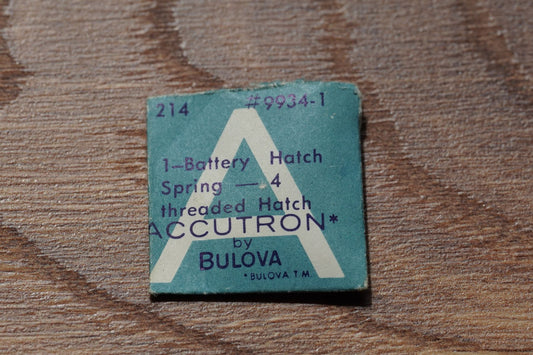 214 #9934-1
1-Battery Hatch
Spring - 4
threaded Hatch
ACCUTRON*
by
BULOVA
*BULOVA T.M.